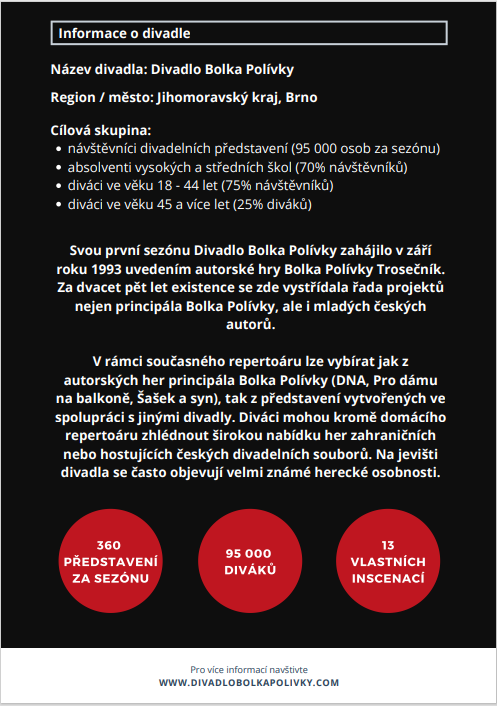 Informace o divadle
Název divadla: Divadlo Bolka Polívky
Region / město: Jihomoravský kraj, Brno
Cílová skupina:
• návštěvníci divadelních představení (95 000 osob za sezónu)
• absolventi vysokých a středních škol (70% návštěvníků)
• diváci ve věku 18 - 44 let (75% návštěvníků)
• diváci ve věku 45 a více let (25% diváků)
Svou první sezónu Divadlo Bolka Polívky zahájilo v září
roku 1993 uvedením autorské hry Bolka Polívky Trosečník.
Za dvacet pět let existence se zde vystřídala řada projektů
nejen principála Bolka Polívky, ale i mladých českých
autorů.
V rámci současného repertoáru lze vybírat jak z
autorských her principála Bolka Polívky (DNA, Pro dámu
na balkoně, Šašek a syn), tak z představení vytvořených ve
spolupráci s jinými divadly. Diváci mohou kromě domácího
repertoáru zhlédnout širokou nabídku her zahraničních
nebo hostujících českých divadelních souborů. Na jevišti
divadla se často objevují velmi známé herecké osobnosti.
360
PŘEDSTAVENÍ
ZA SEZÓNU
95 000
DIVÁKŮ
13
VLASTNÍCH
INSCENACÍ
Pro více informací navštivte
WWW.DIVADLOBOLKAPOLIVKY.COM